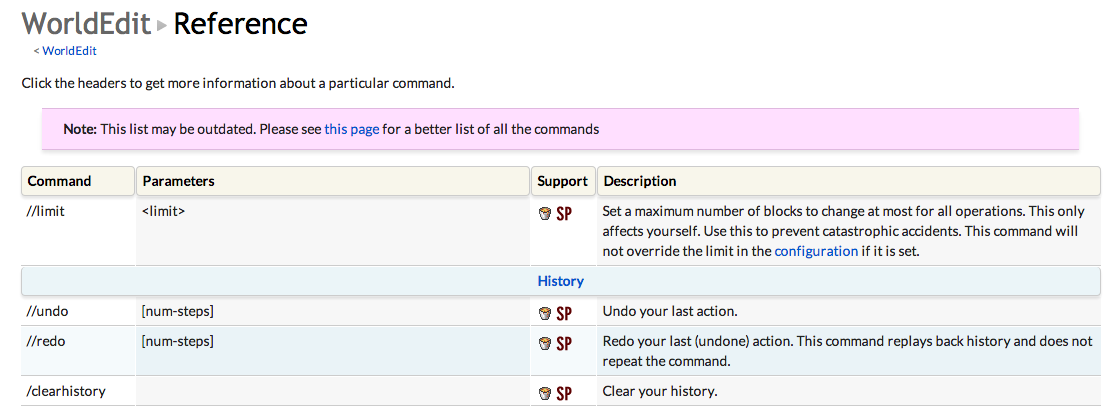 WorldEdit ▸ Reference
< WorldEdit
Click the headers to get more information about a particular command.
Note: This list may be outdated. Please see this page for a better list of all the commands
Command Parameters Support Description
//limit <limit> SP Set a maximum number of blocks to change at most for all operations. This only
affects yourself. Use this to prevent catastrophic accidents. This command will
not override the limit in the configuration if it is set.
History
//undo [num-steps] SP Undo your last action.
//redo [num-steps] SP Redo your last (undone) action. This command replays back history and does not
repeat the command.
/clearhistory SP Clear your history.